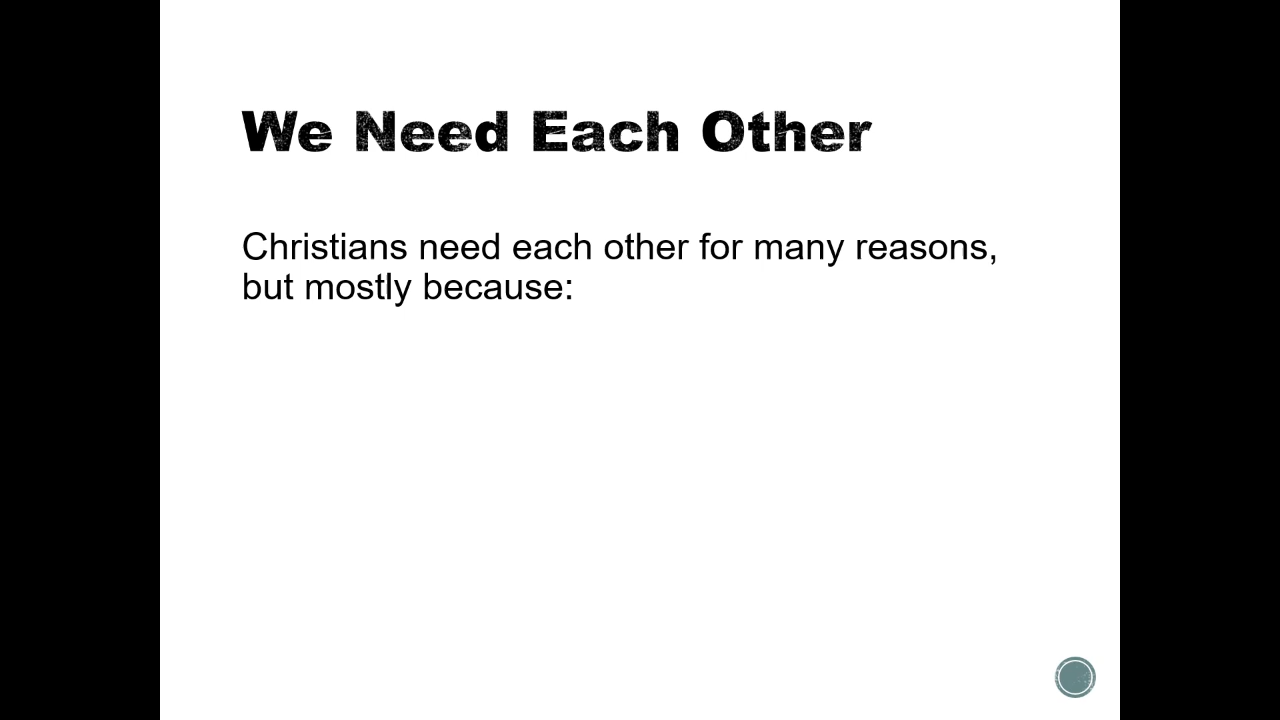 We Need Each Other
Christians need each other for many reasons,
but mostly because: